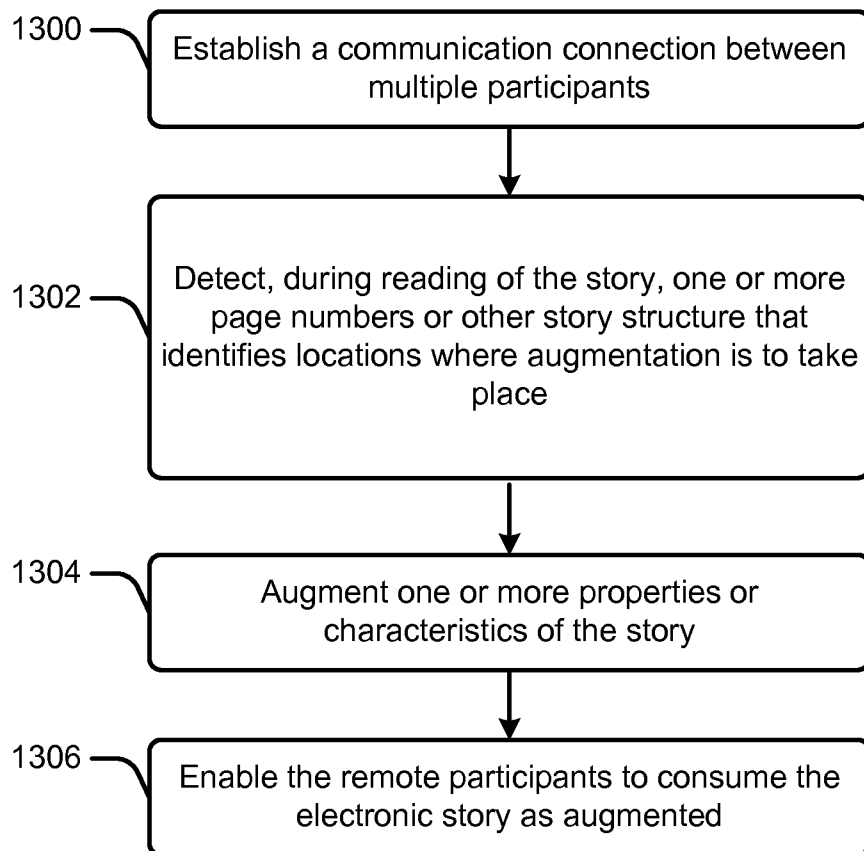 1300
Establish a communication connection between
multiple participants
1302
Detect, during reading of the story, one or more
page numbers or other story structure that
identifies locations where augmentation is to take
place
1304
Augment one or more properties or
characteristics of the story
1306
Enable the remote participants to consume the
electronic story as augmented